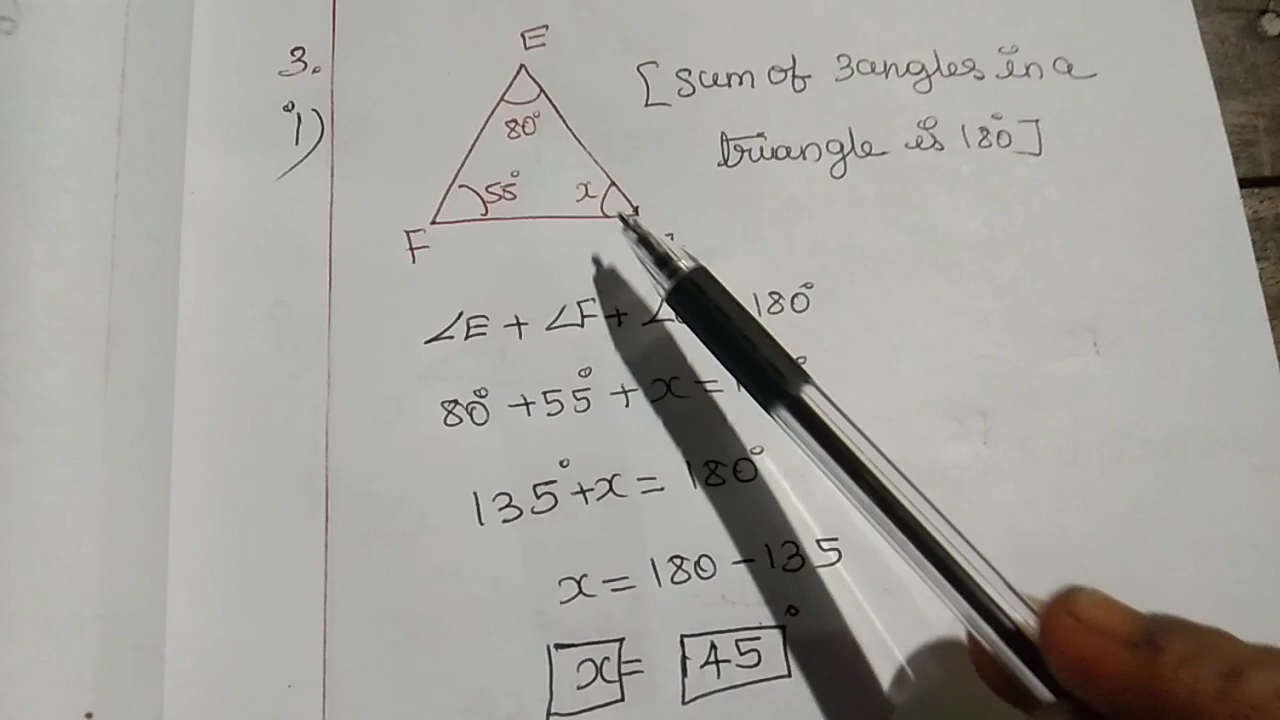 3.
i)
E
80°
55°
x
F
[sum of 3angles in a
triangle is 180°]
∠E + ∠F + ∠ 180°
80° + 55° + x =
135° + x = 180°
x = 180 - 135
x = 45°